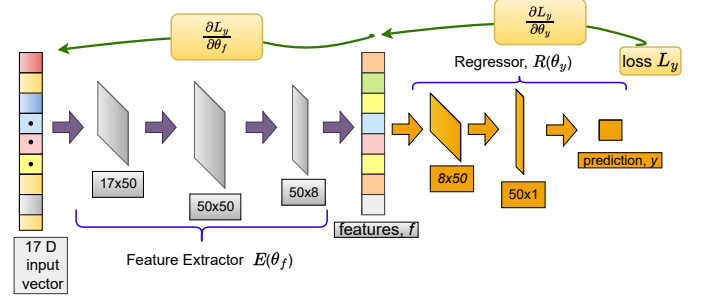 ∂L_y/∂θ_f
∂L_y/∂θ_y
loss L_y
Regressor, R(θ_y)
17x50
50x50
50x8
8x50
50x1
prediction, y
features, f
17 D
input
vector
Feature Extractor E(θ_f)